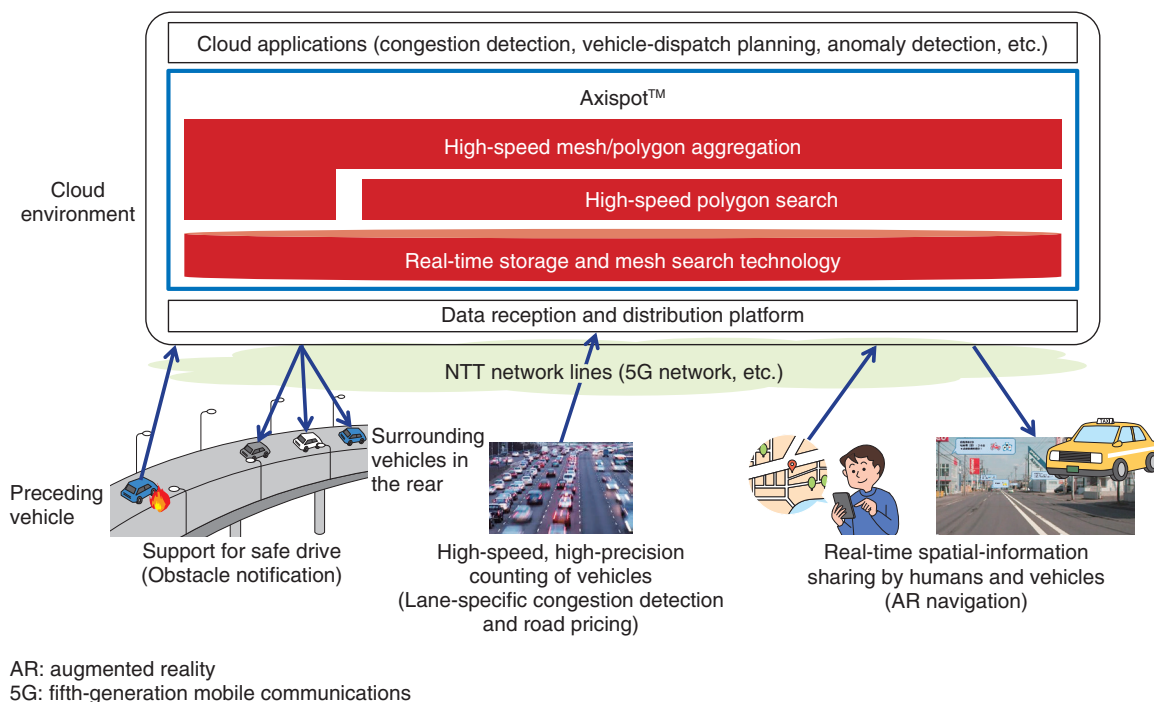 Cloud applications (congestion detection, vehicle-dispatch planning, anomaly detection, etc.)
Axispot™
High-speed mesh/polygon aggregation
High-speed polygon search
Real-time storage and mesh search technology
Cloud
environment
Data reception and distribution platform
NTT network lines (5G network, etc.)
Preceding
vehicle
Surrounding
vehicles in
the rear
Support for safe drive
(Obstacle notification)
High-speed, high-precision
counting of vehicles
(Lane-specific congestion detection
and road pricing)
TAXI
Real-time spatial-information
sharing by humans and vehicles
(AR navigation)
AR: augmented reality
5G: fifth-generation mobile communications